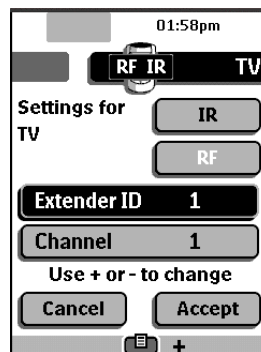 01:58pm
RF IR TV
Settings for
TV
IR
RF
Extender ID 1
Channel 1
Use + or - to change
Cancel Accept
+